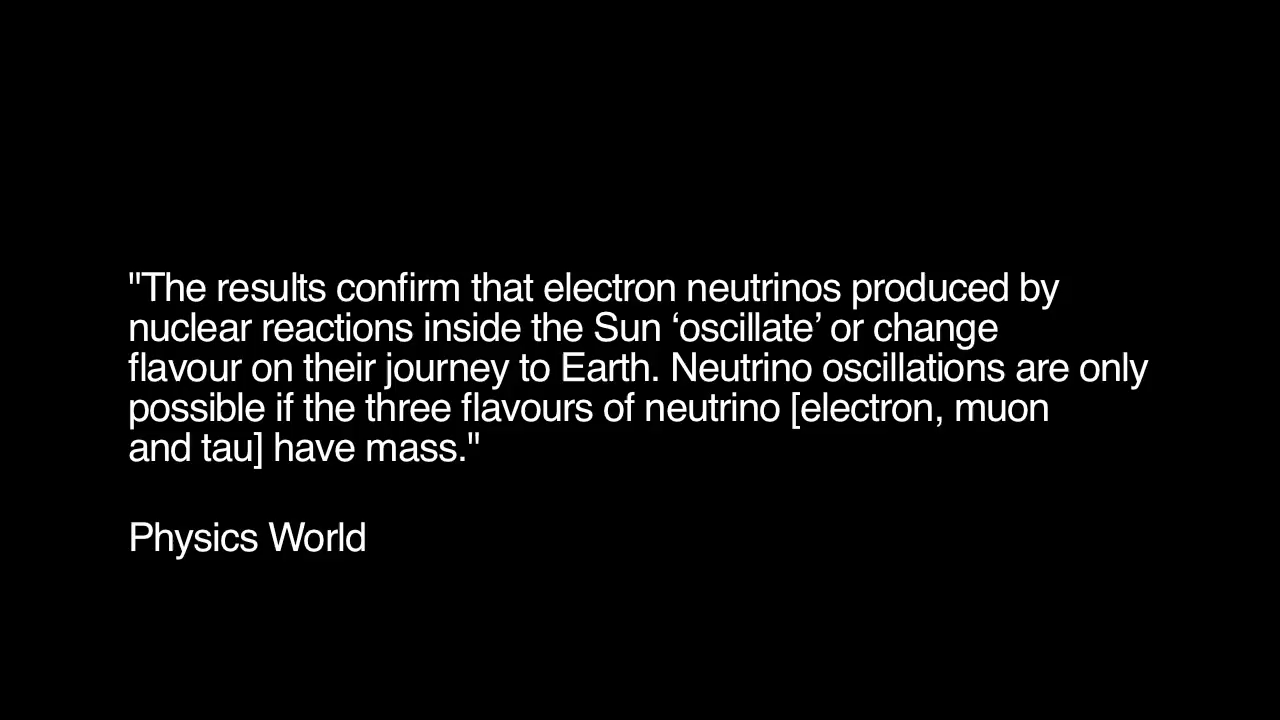 "The results confirm that electron neutrinos produced by
nuclear reactions inside the Sun ‘oscillate’ or change
flavour on their journey to Earth. Neutrino oscillations are only
possible if the three flavours of neutrino [electron, muon
and tau] have mass."
Physics World